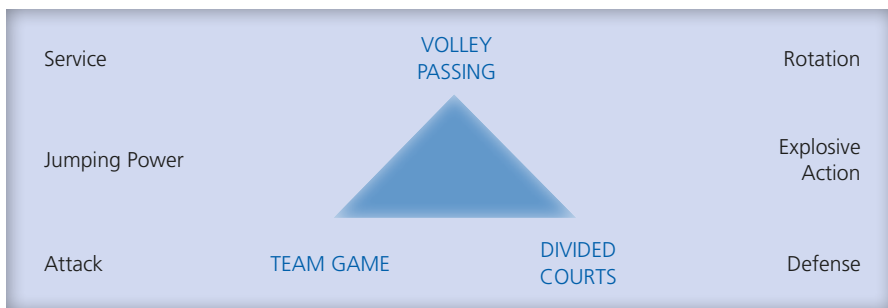 Service
VOLLEY
PASSING
Rotation
Jumping Power
Explosive
Action
Attack
TEAM GAME
DIVIDED
COURTS
Defense